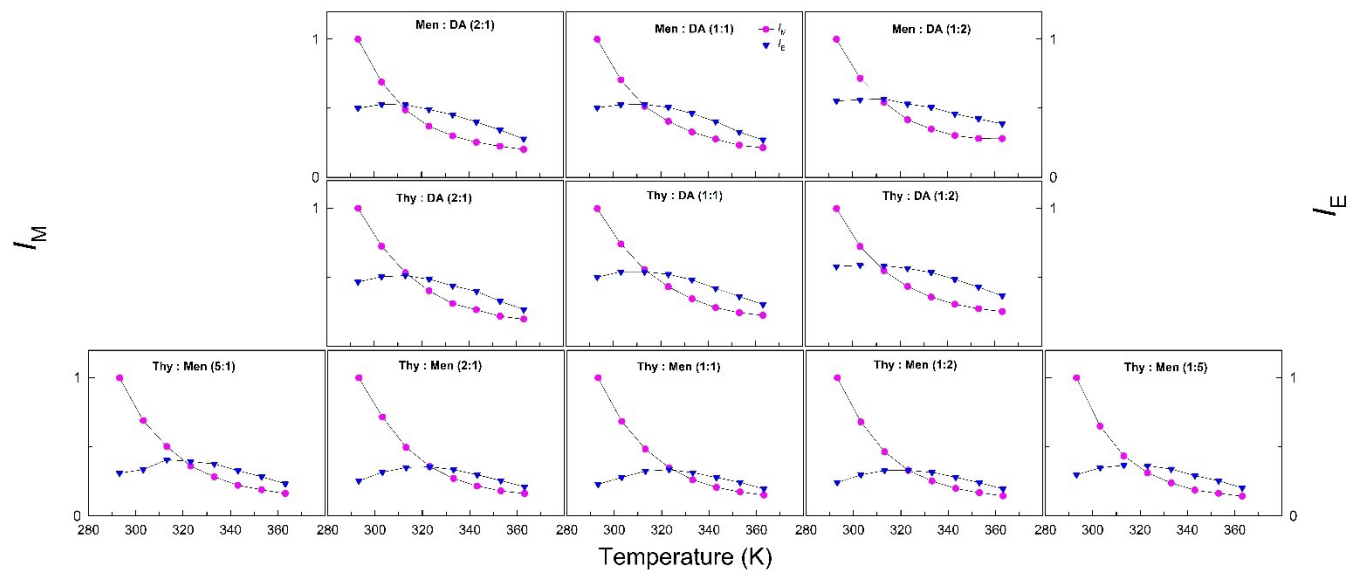 Men : DA (2:1)
Men : DA (1:1)
I_M
I_E
Men : DA (1:2)
1
1
0
0
Thy : DA (2:1)
Thy : DA (1:1)
Thy : DA (1:2)
1
1
I_M
I_E
Thy : Men (5:1)
Thy : Men (2:1)
Thy : Men (1:1)
Thy : Men (1:2)
Thy : Men (1:5)
1
1
0
0
280 300 320 340 360 280 300 320 340 360 280 300 320 340 360 280 300 320 340 360 280 300 320 340 360
Temperature (K)